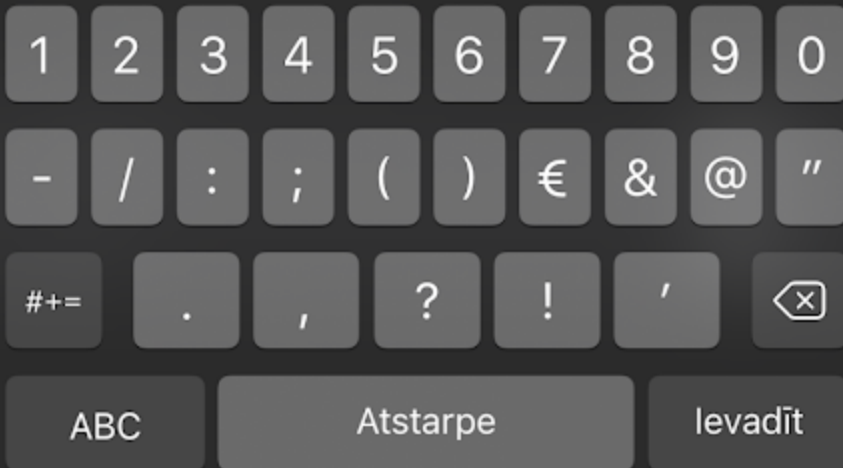 1 2 3 4 5 6 7 8 9 0
- / : ; ( ) € & @ "
#+= . , ? ! '
ABC Atstarpe Ievadīt